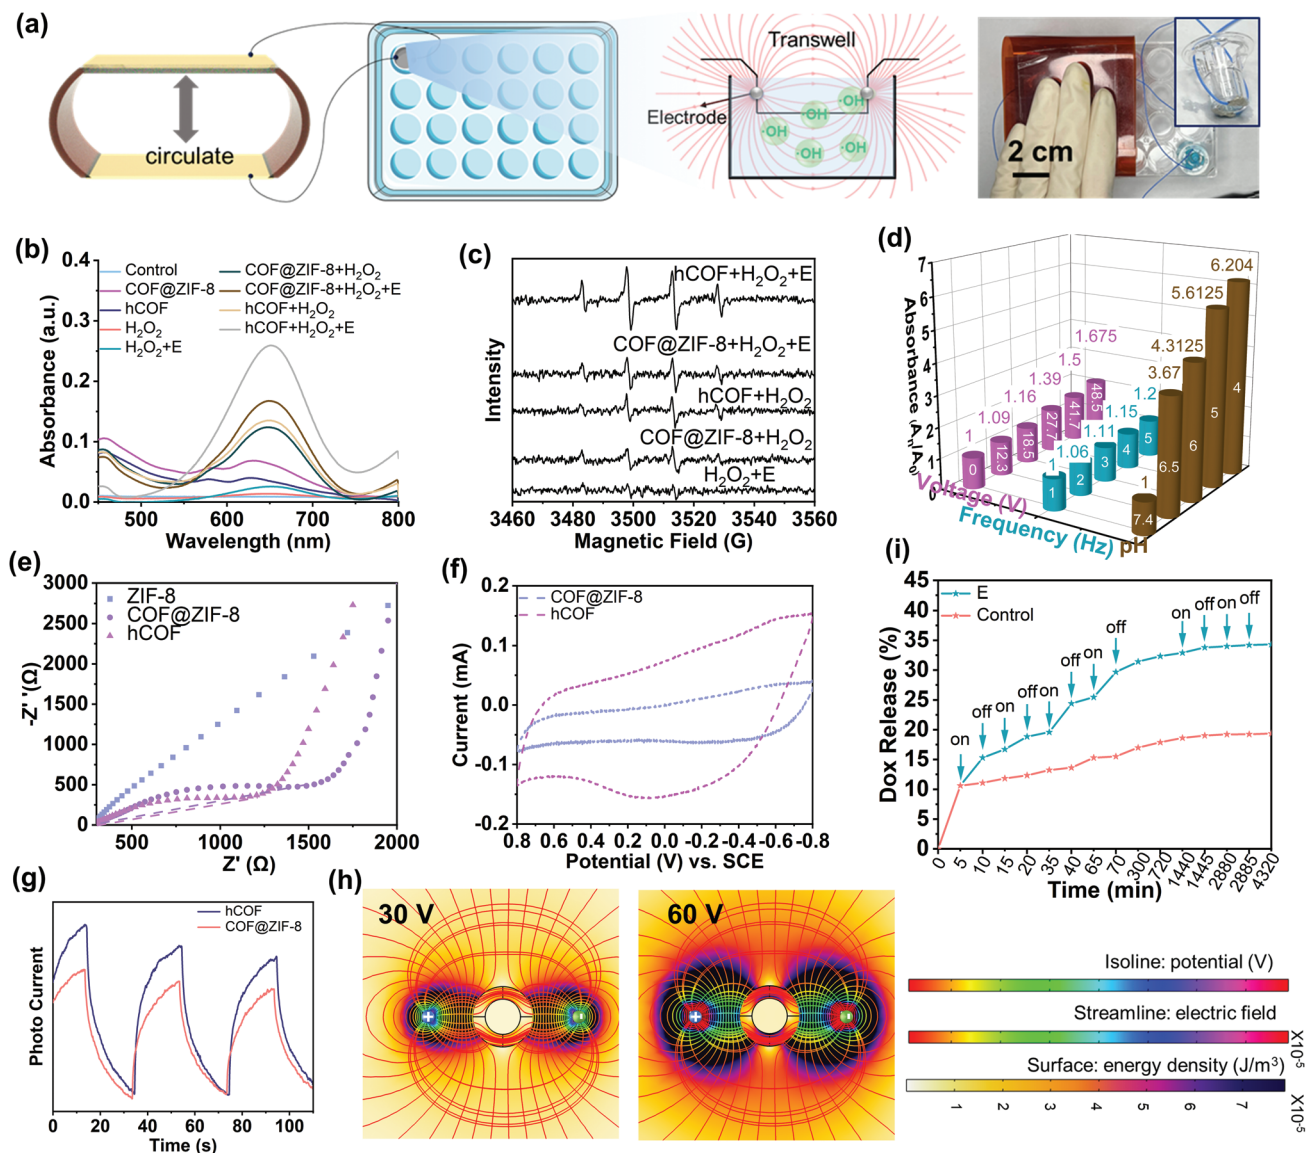 (a)
circulate
Transwell
Electrode
·OH
·OH
·OH
·OH
·OH
2 cm
(b)
Absorbance (a.u.)
0.4
0.3
0.2
0.1
0.0
Control
COF@ZIF-8
hCOF
H₂O₂
H₂O₂+E
COF@ZIF-8+H₂O₂
COF@ZIF-8+H₂O₂+E
hCOF+H₂O₂
hCOF+H₂O₂+E
500 600 700 800
Wavelength (nm)
(c)
Intensity
hCOF+H₂O₂+E
COF@ZIF-8+H₂O₂+E
hCOF+H₂O₂
COF@ZIF-8+H₂O₂
H₂O₂+E
3460 3480 3500 3520 3540 3560
Magnetic Field (G)
(d)
Absorbance Aₙ/A₀)
7
6
5
4
3
2
1
0
1 1.09 1.16 1.39 1.5 1.675
0 12.3 18.5 27.7 41.7 48.5
Voltage (V)
1 1.06 1.11 1.15 1.2
1 2 3 4 5
Frequency (Hz)
1 3.67 4.3125 5.6125 6.204
7.4 6.5 6 5 4
pH
(e)
-Z' '(Ω)
3000
2500
2000
1500
1000
500
0
ZIF-8
COF@ZIF-8
hCOF
500 1000 1500 2000
Z' (Ω)
(f)
Current (mA)
0.2
0.1
0.0
-0.1
-0.2
COF@ZIF-8
hCOF
0.8 0.6 0.4 0.2 0.0 -0.2 -0.4 -0.6 -0.8
Potential (V) vs. SCE
(i)
Dox Release (%)
45
40
35
30
25
20
15
10
5
0
E
Control
on off on off on off on off on off on off
0 5 10 15 20 35 40 65 70 300 720 1440 1445 2880 2885 4320
Time (min)
(g)
Photo Current
hCOF
COF@ZIF-8
0 20 40 60 80 100
Time (s)
(h)
30 V
60 V
Isoline: potential (V)
Streamline: electric field
X10⁻⁵
Surface: energy density (J/m³)
1 2 3 4 5 6 7
X10⁻⁵